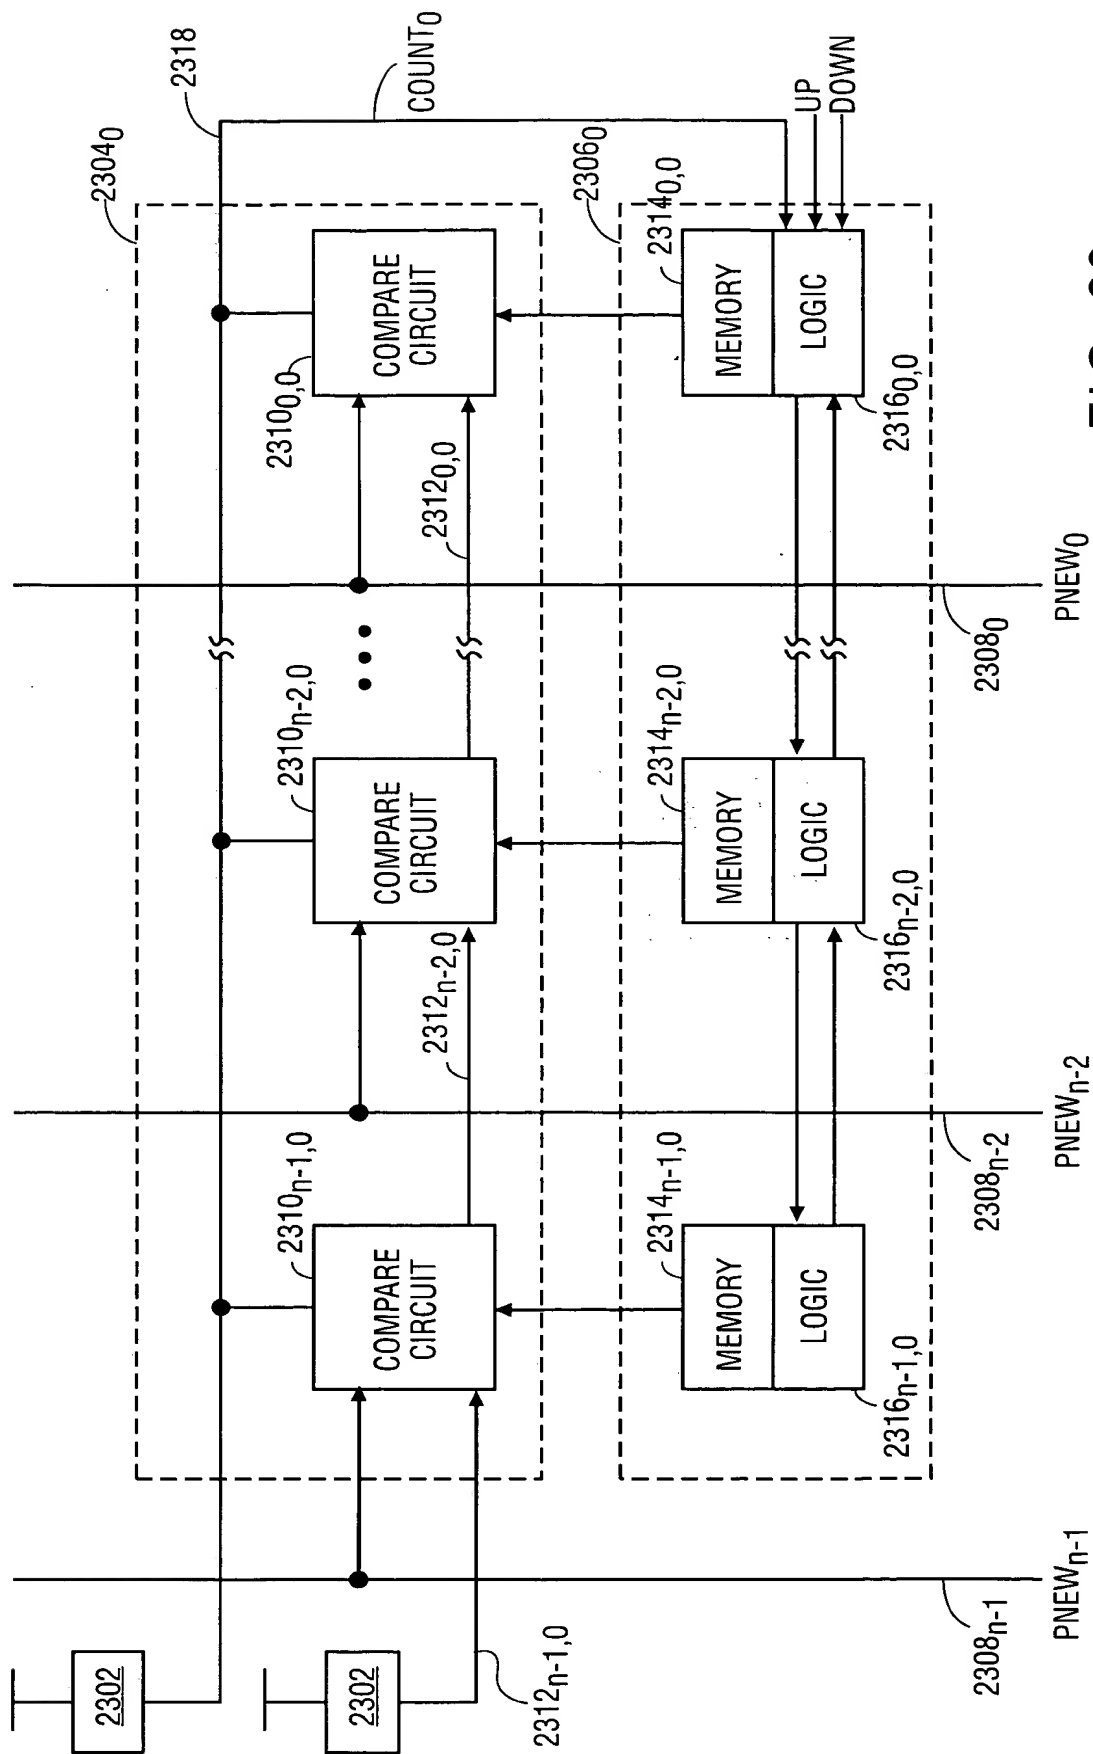 2318
2304₀
COUNT₀
2302
2310n-1,0
COMPARE
CIRCUIT
2310n-2,0
COMPARE
CIRCUIT
2310₀,₀
COMPARE
CIRCUIT
2302
2312n-1,0
2312n-2,0
2312₀,₀
2306₀
UP
DOWN
2314n-1,0
MEMORY
LOGIC
2316n-1,0
2314n-2,0
MEMORY
LOGIC
2316n-2,0
2314₀,₀
MEMORY
LOGIC
2316₀,₀
2308n-1
PNEWn-1
2308n-2
PNEWn-2
2308₀
PNEW₀